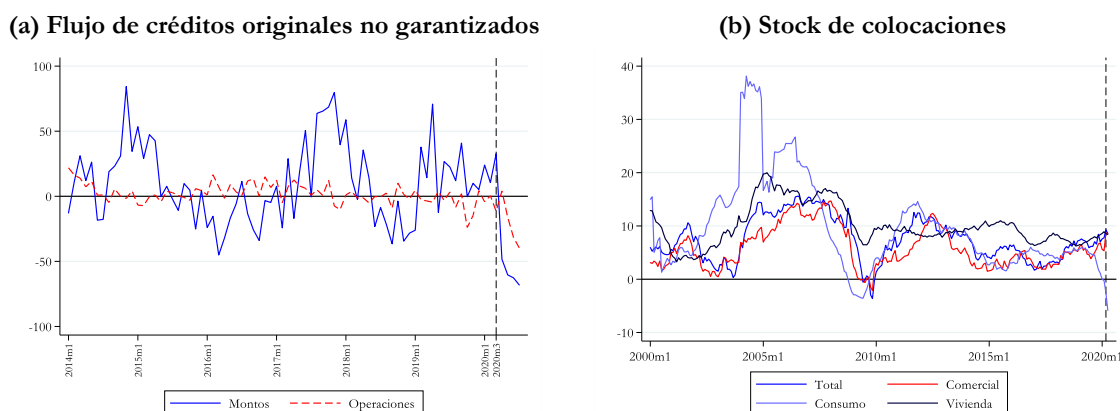 (a) Flujo de créditos originales no garantizados
100
50
0
-50
-100
2014m1
2015m1
2016m1
2017m1
2018m1
2019m1
2020m1
2020m3
Montos
Operaciones
(b) Stock de colocaciones
40
30
20
10
0
-10
2000m1
2005m1
2010m1
2015m1
2020m1
Total
Comercial
Consumo
Vivienda